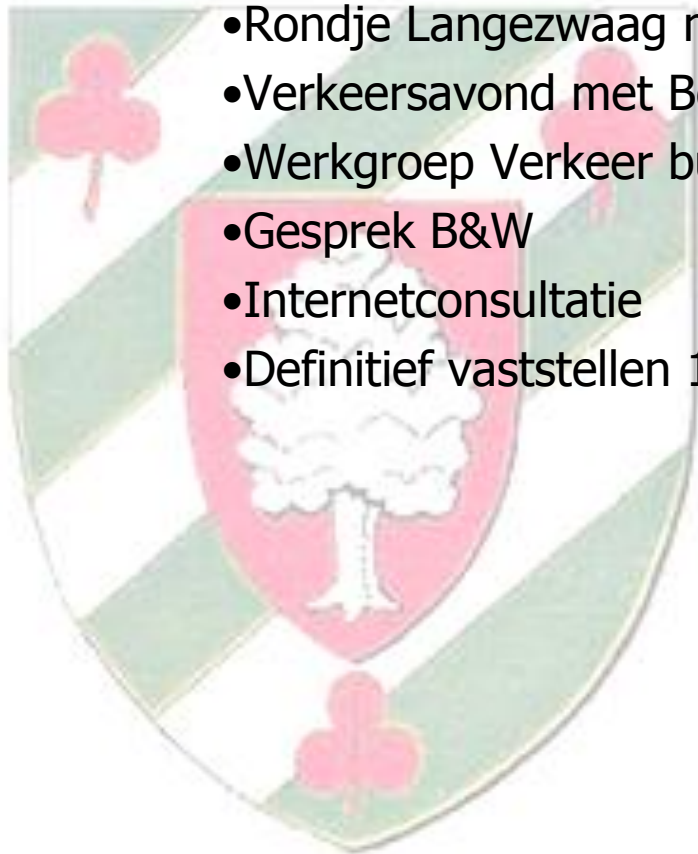 •Rondje Langezwaag
•Verkeersavond met
•Werkgroep Verkeer
•Gesprek B&W
•Internetconsultatie
•Definitief vaststellen